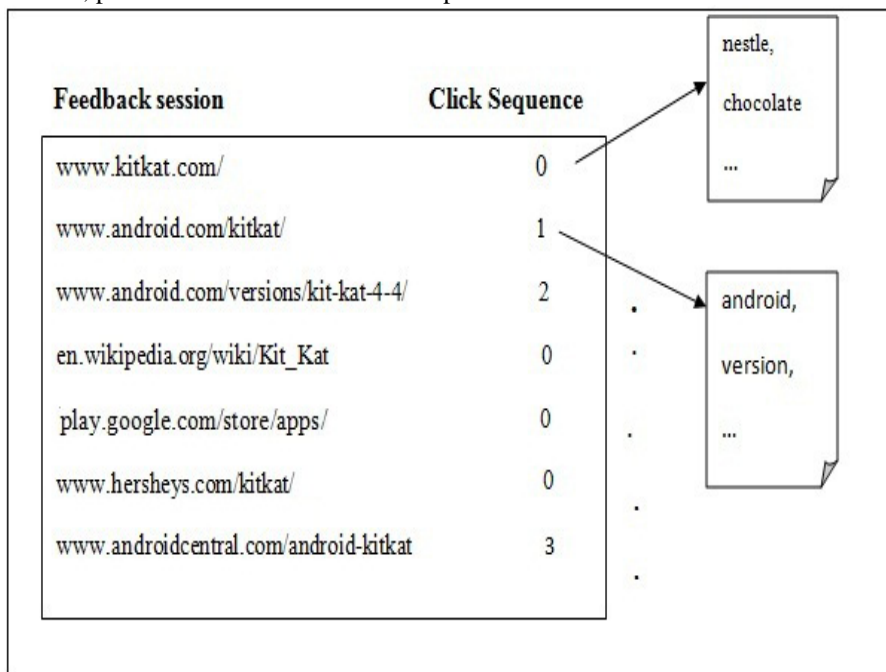 Feedback session Click Sequence
www.kitkat.com/ 0
www.android.com/kitkat/ 1
www.android.com/versions/kit-kat-4-4/ 2
en.wikipedia.org/wiki/Kit_Kat 0
play.google.com/store/apps/ 0
www.hersheys.com/kitkat/ 0
www.androidcentral.com/android-kitkat 3
nestle,
chocolate
...
android,
version,
...